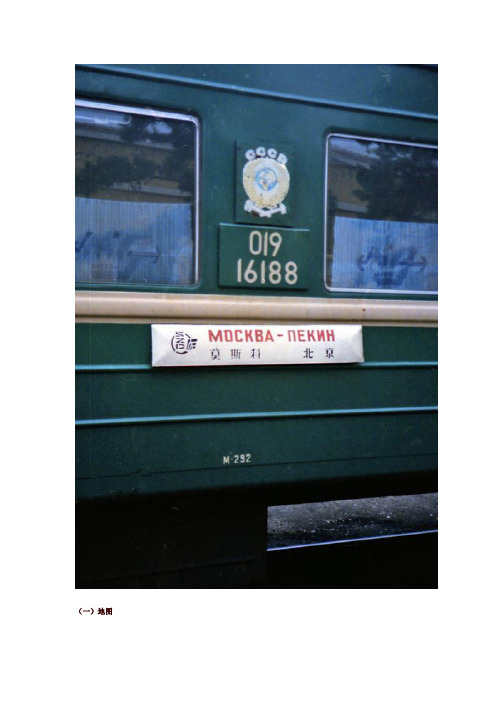 СССР
019
16188
МОСКВА - ПЕКИН
莫斯科 北京
М-252
（一）地图